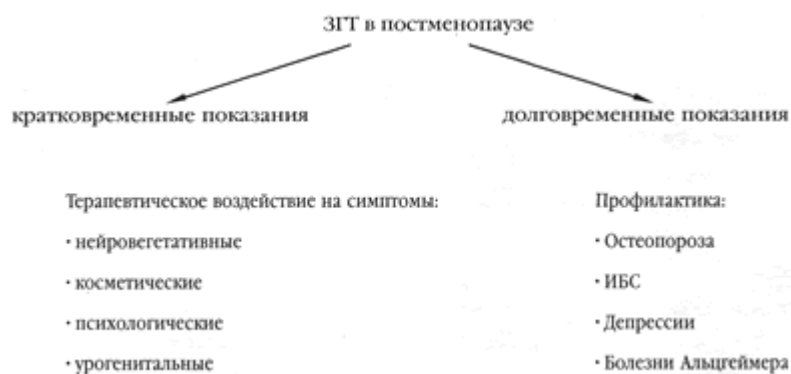 ЗГТ в постменопаузе
кратковременные показания
долговременные показания
Терапевтическое воздействие на симптомы:
· нейровегетативные
· косметические
· психологические
· урогенитальные
Профилактика:
· Остеопороза
· ИБС
· Депрессии
· Болезни Альцгеймера